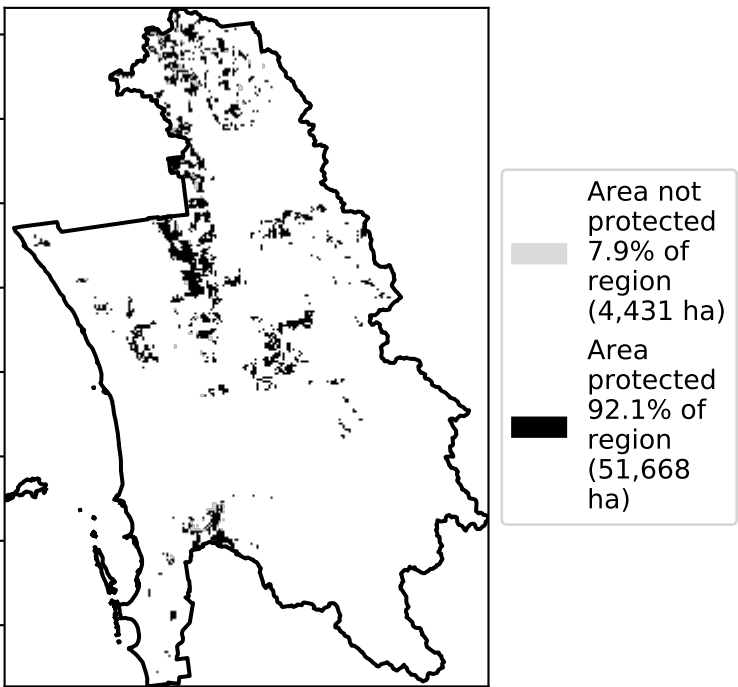 Area not
protected
7.9% of
region
(4,431 ha)
Area
protected
92.1% of
region
(51,668
ha)